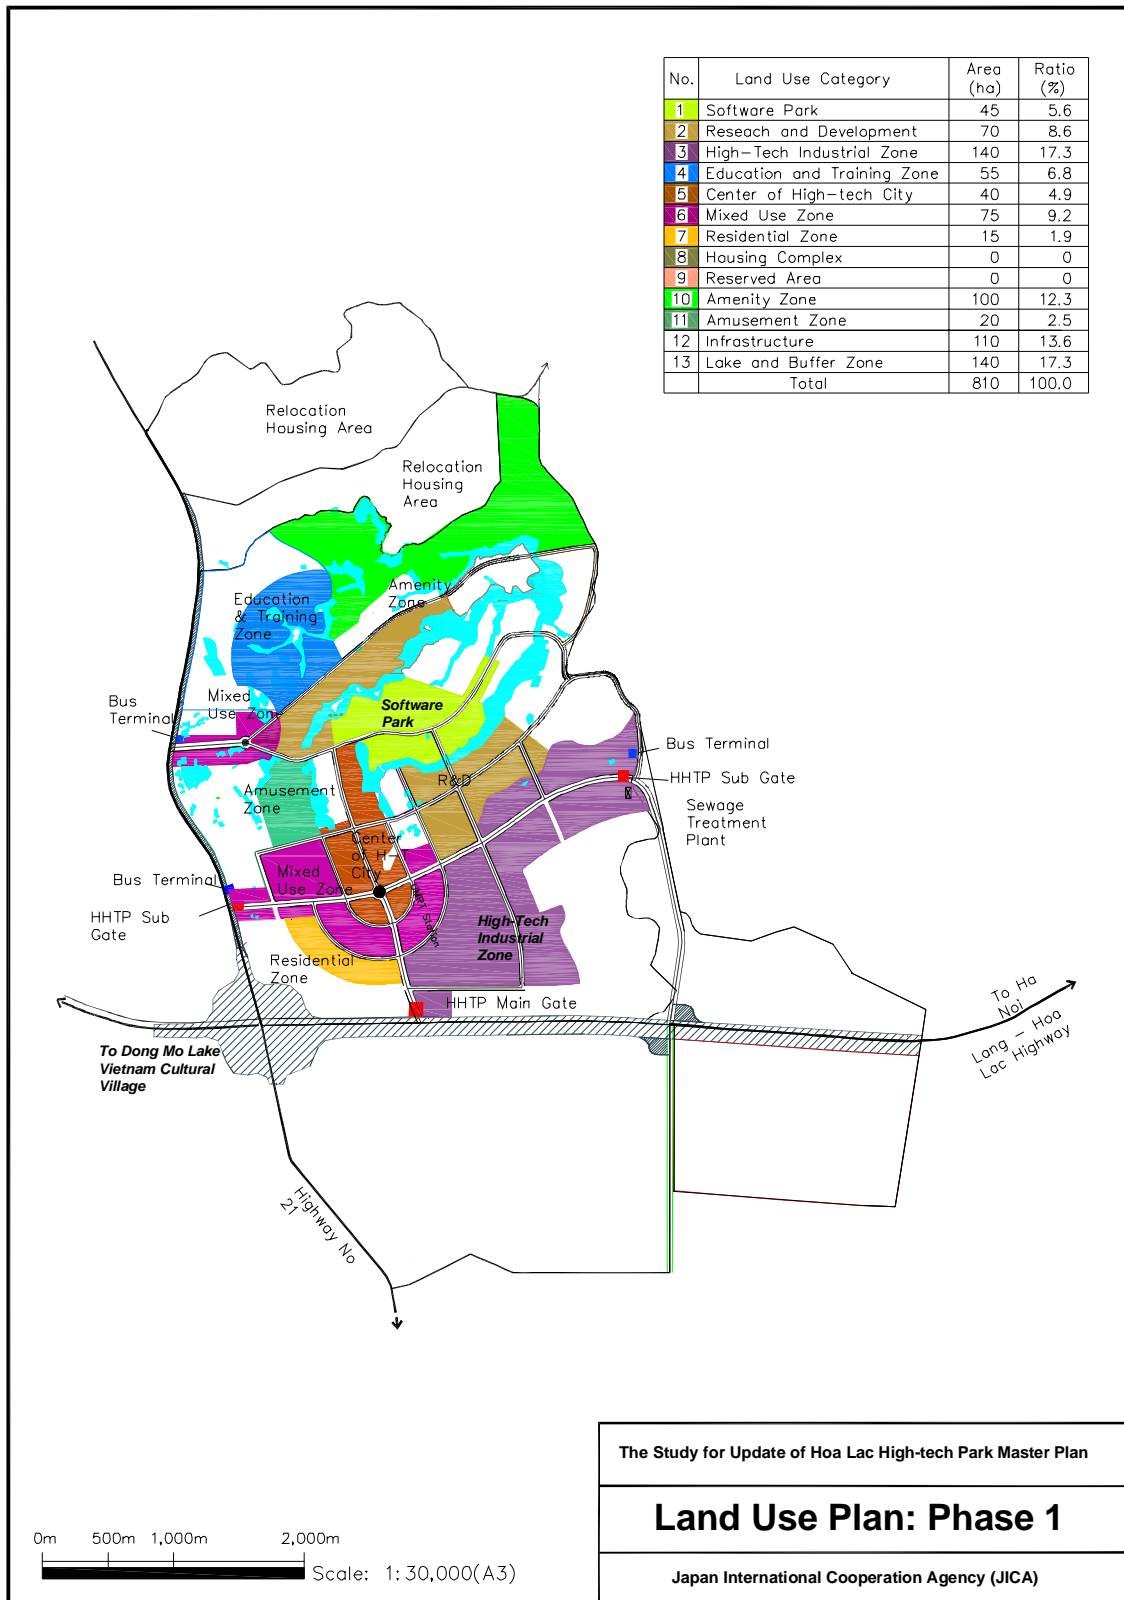 No. Land Use Category Area (ha) Ratio (%)
1 Software Park 45 5.6
2 Reseach and Development 70 8.6
3 High-Tech Industrial Zone 140 17.3
4 Education and Training Zone 55 6.8
5 Center of High-tech City 40 4.9
6 Mixed Use Zone 75 9.2
7 Residential Zone 15 1.9
8 Housing Complex 0 0
9 Reserved Area 0 0
10 Amenity Zone 100 12.3
11 Amusement Zone 20 2.5
12 Infrastructure 110 13.6
13 Lake and Buffer Zone 140 17.3
Total 810 100.0
Relocation
Housing Area
Relocation
Housing
Area
Amenity
Zone
Education
& Training
Zone
Mixed
Use Zone
Bus
Terminal
Software
Park
Bus Terminal
HHTP Sub Gate
R&D
Amusement
Zone
Sewage
Treatment
Plant
Center
of H-T
City
Mixed
Use Zone
Bus Terminal
HHTP Sub
Gate
MRT Station
High-Tech
Industrial
Zone
Residential
Zone
HHTP Main Gate
To Ha
Noi
Lang - Hoa
Lac Highway
To Dong Mo Lake
Vietnam Cultural
Village
Highway No
21
The Study for Update of Hoa Lac High-tech Park Master Plan
Land Use Plan: Phase 1
Japan International Cooperation Agency (JICA)
0m 500m 1,000m 2,000m
Scale: 1:30,000(A3)